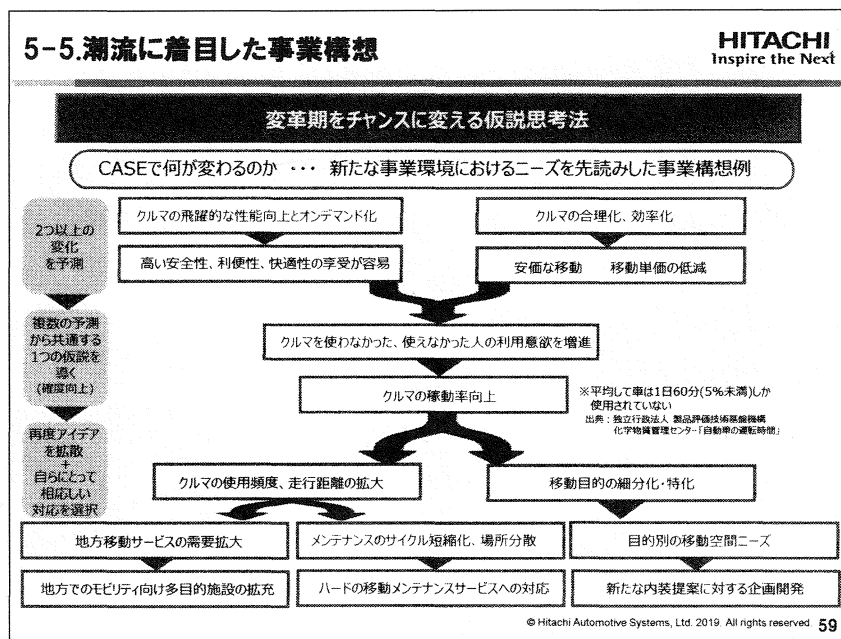 5-5.潮流に着目した事業構想
HITACHI
Inspire the Next
変革期をチャンスに変える仮説思考法
CASEで何が変わるのか ・・・ 新たな事業環境におけるニーズを先読みした事業構想例
2つ以上の
変化
を予測
クルマの飛躍的な性能向上とオンデマンド化
クルマの合理化、効率化
高い安全性、利便性、快適性の享受が容易
安価な移動 移動単価の低減
複数の予測
から共通する
1つの仮説を
導く
(確度向上)
クルマを使わなかった、使えなかった人の利用意欲を増進
クルマの稼動率向上
※平均して車は1日60分(5%未満)しか
使用されていない
出典:独立行政法人 製品評価技術基盤機構
化学物質管理センター「自動車の運転時間」
再度アイデア
を拡散
+
自らにとって
相応しい
対応を選択
クルマの使用頻度、走行距離の拡大
移動目的の細分化・特化
地方移動サービスの需要拡大
メンテナンスのサイクル短縮化、場所分散
目的別の移動空間ニーズ
地方でのモビリティ向け多目的施設の拡充
ハードの移動メンテナンスサービスへの対応
新たな内装提案に対する企画開発
© Hitachi Automotive Systems, Ltd. 2019. All rights reserved. 59